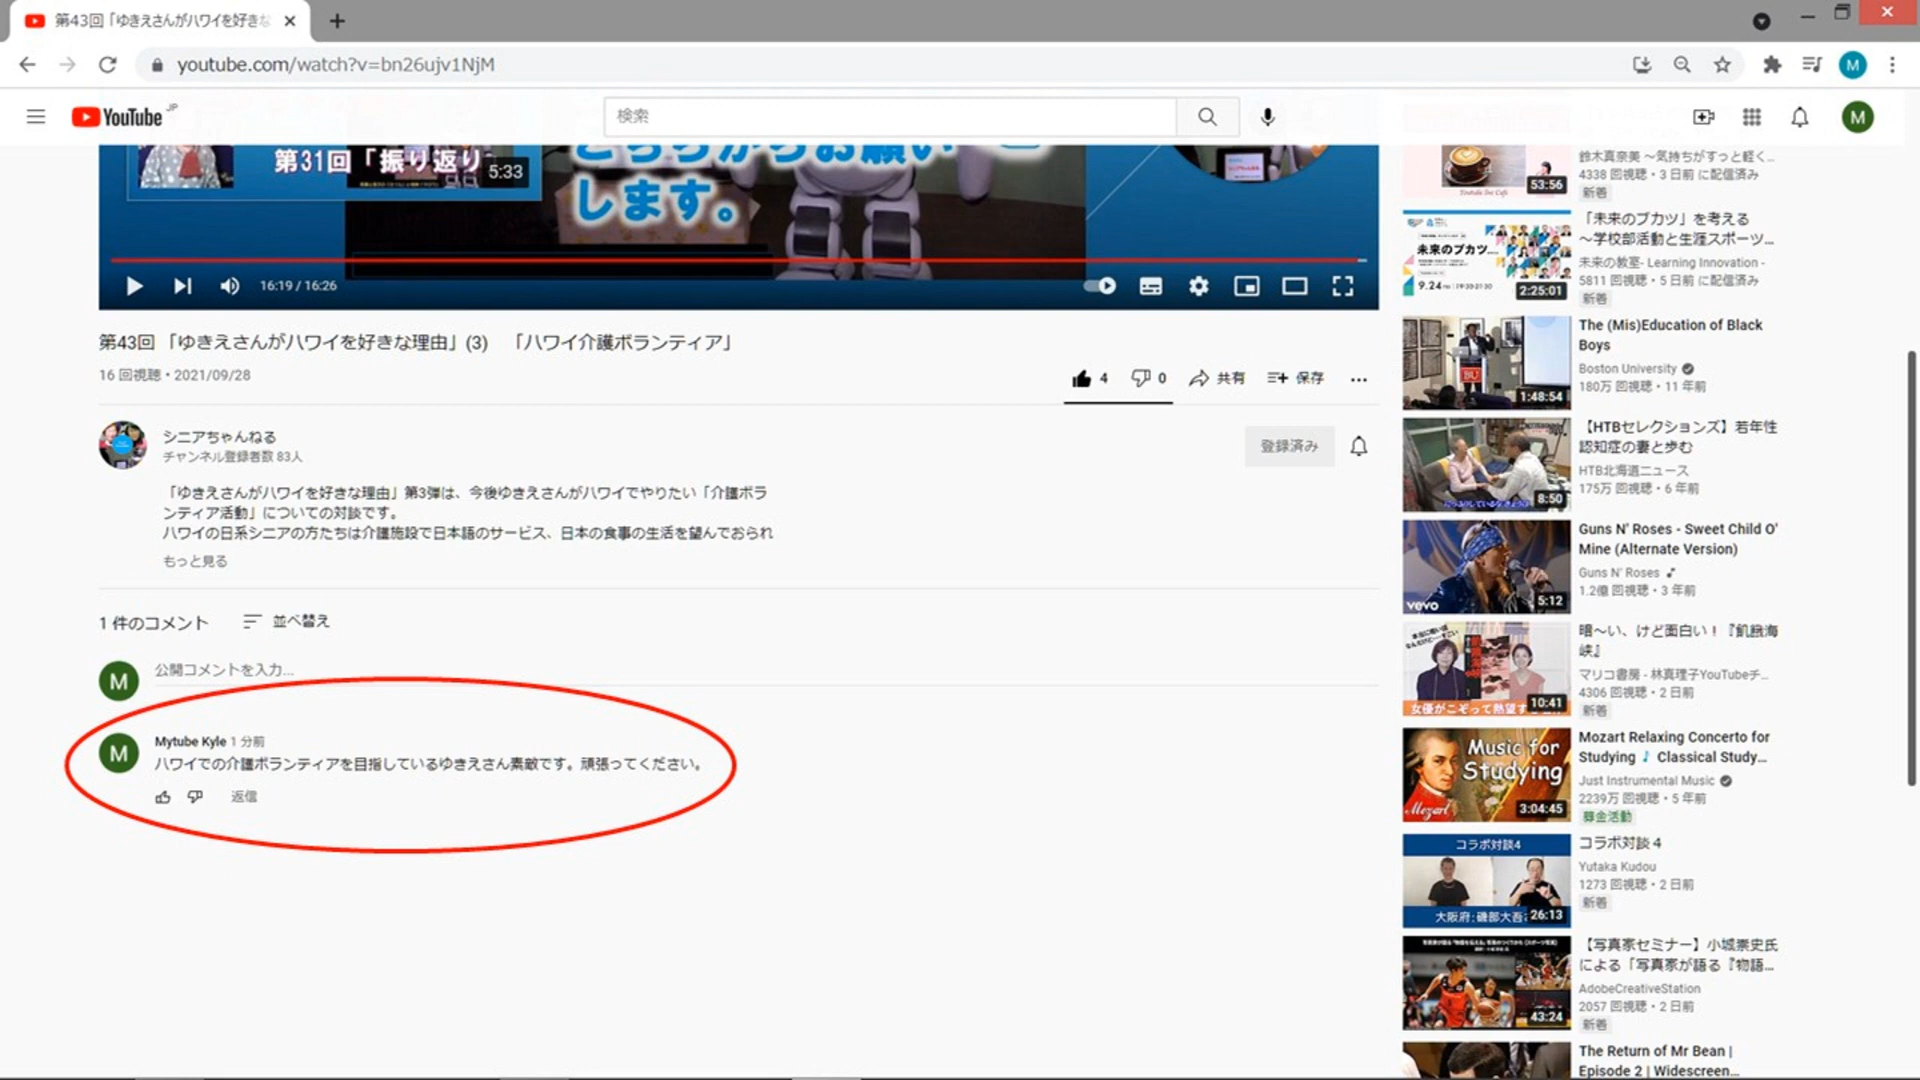 第43回「ゆきえさんがハワイを好きな
youtube.com/watch?v=bn26ujv1NjM
M
YouTube JP
検索
M
第31回「振り返り
5:33
こちらからお願い
します。
16:19 / 16:26
第43回「ゆきえさんがハワイを好きな理由」(3) 「ハワイ介護ボランティア」
16 回視聴・2021/09/28
4
0
共有
保存
シニアちゃんねる
チャンネル登録者数 83人
登録済み
「ゆきえさんがハワイを好きな理由」第3弾は、今後ゆきえさんがハワイでやりたい「介護ボラ
ンティア活動」についての対談です。
ハワイの日系シニアの方たちは介護施設で日本語のサービス、日本の食事の生活を望んでおられ
もっと見る
1 件のコメント
並べ替え
M
公開コメントを入力...
M
Mytube Kyle 1 分前
ハワイでの介護ボランティアを目指しているゆきえさん素敵です。頑張ってください。
返信
53:56
鈴木真奈美 ～気持ちがすっと軽く...
4338 回視聴・3 日前 に配信済み
新着
未来のブカツ
9.24
2:25:01
「未来のブカツ」を考える
～学校部活動と生涯スポーツ...
未来の教室- Learning Innovation -
5811 回視聴・5 日前 に配信済み
新着
BU
1:48:54
The (Mis)Education of Black
Boys
Boston University
180万 回視聴・11 年前
8:50
【HTBセレクションズ】若年性
認知症の妻と歩む
HTB北海道ニュース
175万 回視聴・6 年前
vevo
5:12
Guns N' Roses - Sweet Child O'
Mine (Alternate Version)
Guns N' Roses
1.2億 回視聴・3 年前
女優がこぞって熱望す
10:41
暗～い、けど面白い！『飢餓海
峡』
マリコ書房 - 林真理子YouTubeチ...
4306 回視聴・2 日前
新着
Music for
Studying
Mozart
3:04:45
Mozart Relaxing Concerto for
Studying ♪ Classical Study...
Just Instrumental Music
2239万 回視聴・5 年前
募金活動
コラボ対談4
大阪府:磯部大吾
26:13
コラボ対談 4
Yutaka Kudou
1273 回視聴・2 日前
新着
43:24
【写真家セミナー】小城崇史氏
による「写真家が語る『物語...
AdobeCreativeStation
2057 回視聴・2 日前
新着
The Return of Mr Bean |
Episode 2 | Widescreen...